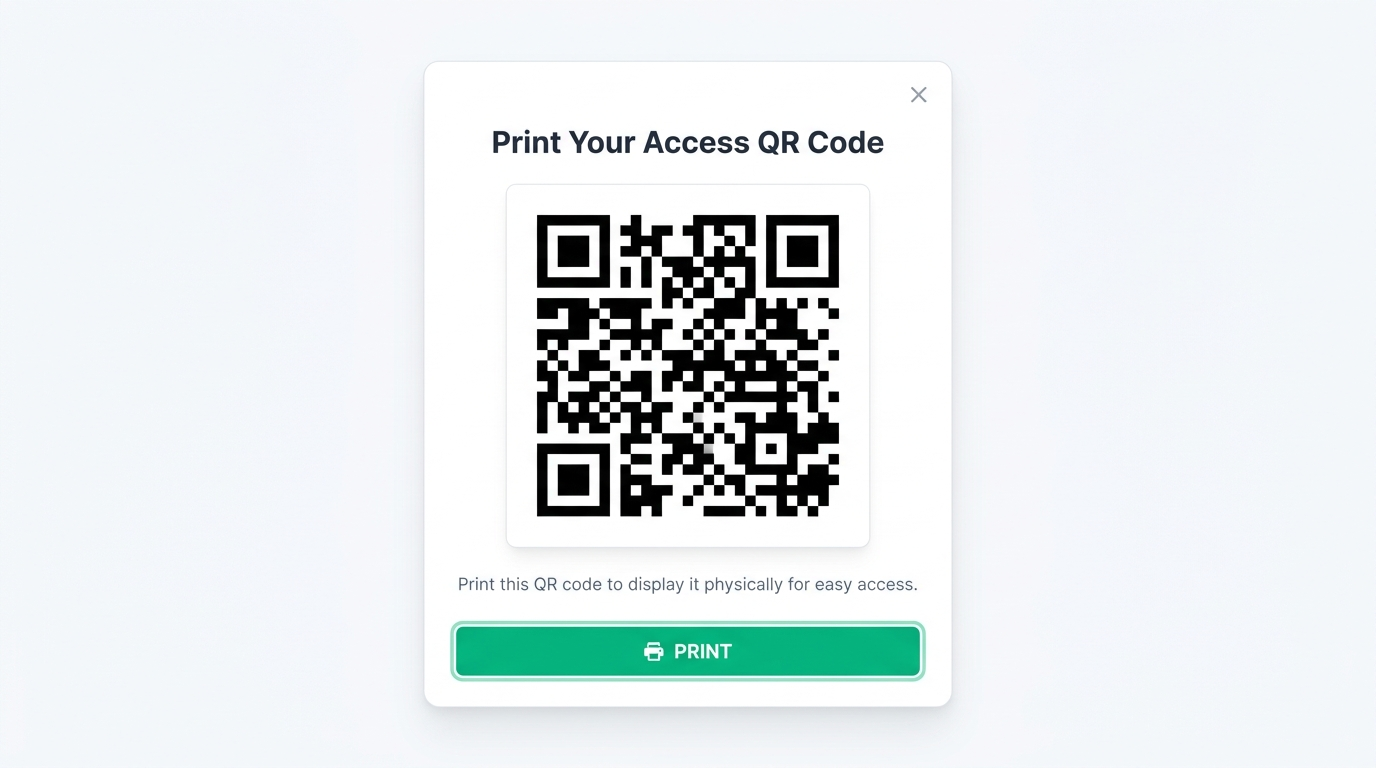 Print Your Access QR Code
Print this QR code to display it physically for easy access.
PRINT